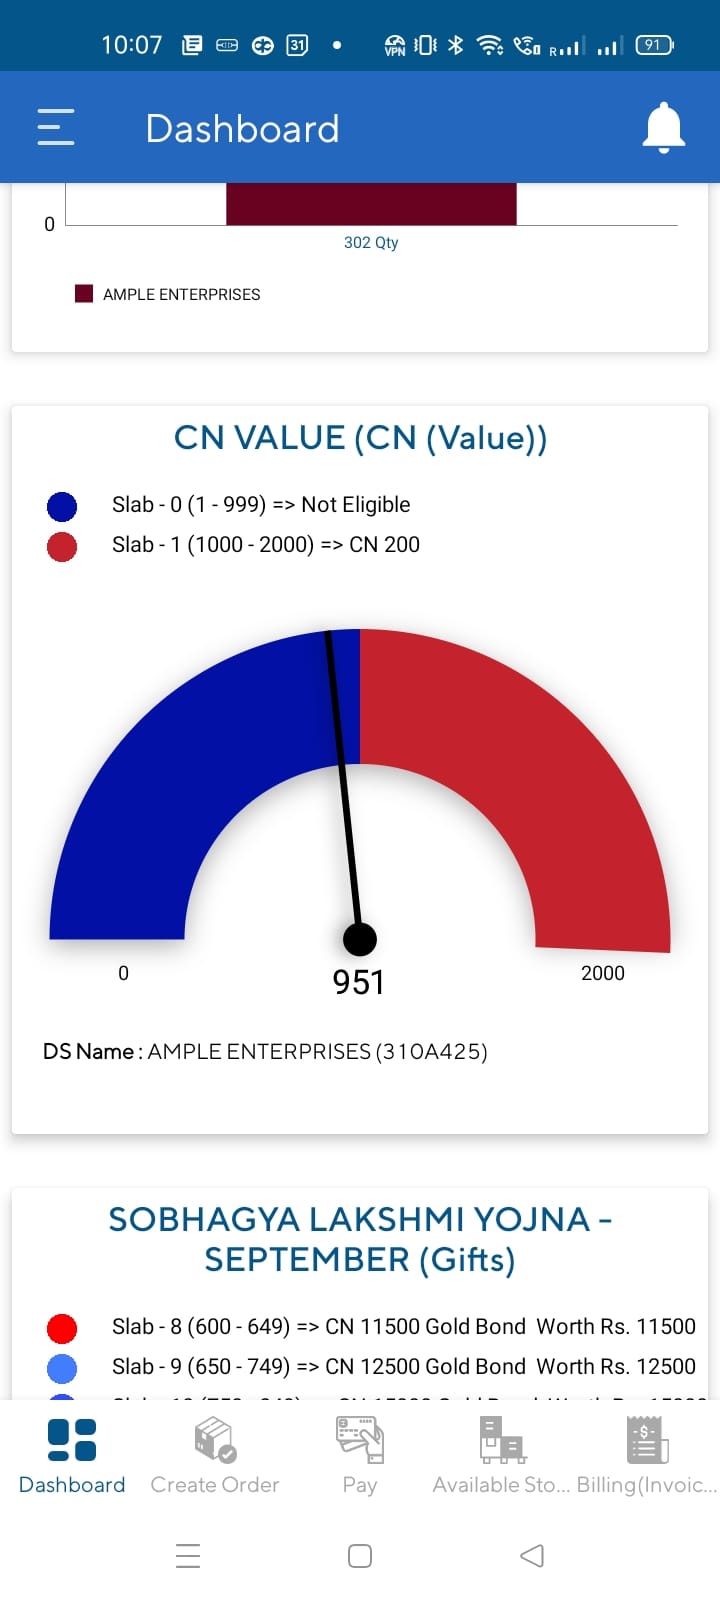 10:07
31
VPN
R
91
Dashboard
0
302 Qty
AMPLE ENTERPRISES
CN VALUE (CN (Value))
Slab - 0 (1 - 999) => Not Eligible
Slab - 1 (1000 - 2000) => CN 200
0
951
2000
DS Name : AMPLE ENTERPRISES (310A425)
SOBHAGYA LAKSHMI YOJNA -
SEPTEMBER (Gifts)
Slab - 8 (600 - 649) => CN 11500 Gold Bond  Worth Rs. 11500
Slab - 9 (650 - 749) => CN 12500 Gold Bond  Worth Rs. 12500
Dashboard
Create Order
Pay
Available Sto...
Billing(Invoic...